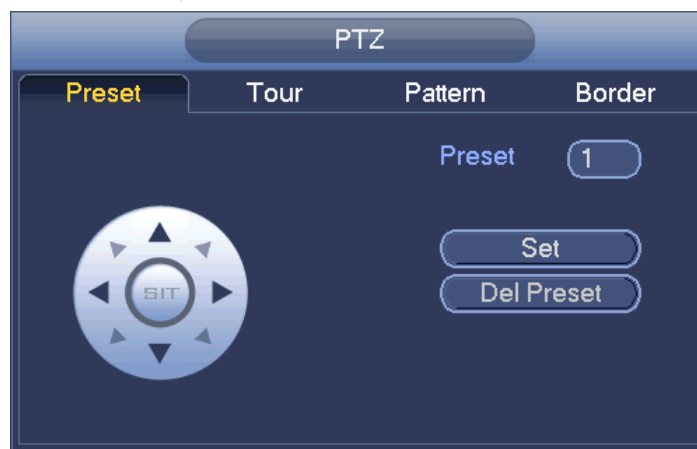 PTZ
Preset Tour Pattern Border
Preset 1
SIT
Set
Del Preset